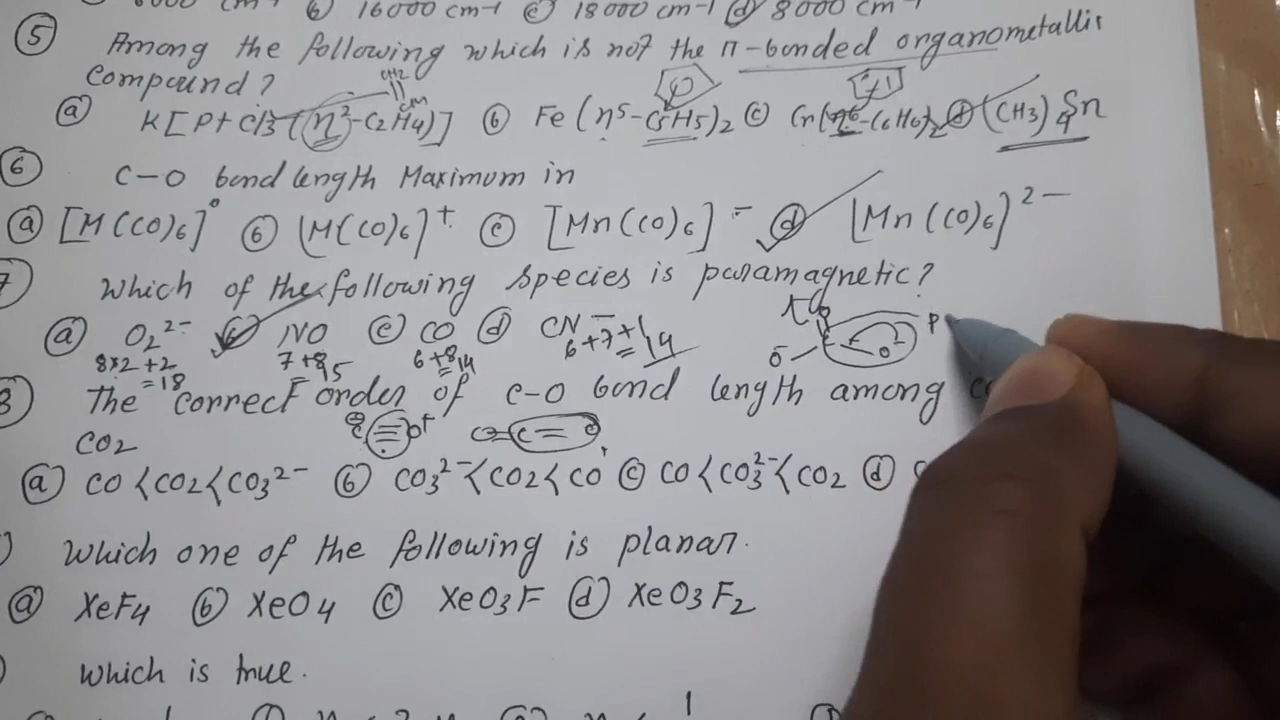 16000 cm-1 (c) 18000 cm-1 (d) 8000 cm-1
(5) Among the following which is not the π-bonded organometallic
compound?
CH2
(a) K[PtCl3(η2-C2H4)] (b) Fe(η5-C5H5)2 (c) Cr(η6-C6H6)2 (d) (CH3)4Sn
(6) C-O bond length Maximum in
(a) [M(CO)6]0 (b) [M(CO)6]+ (c) [Mn(CO)6]- (d) [Mn(CO)6]2-
7) which of the following species is paramagnetic?
(a) O2 2- (b) NO (c) CO (d) CN-
8×2+2
=18
7+8
15
6+8
14
6+7+1
=14
The correct order of C-O bond length among
CO2
(a) CO<CO2<CO3 2- (b) CO3 2-<CO2<CO (c) CO<CO3 2-<CO2 (d)
which one of the following is planar.
(a) XeF4 (b) XeO4 (c) XeO3F (d) XeO3F2
which is true.